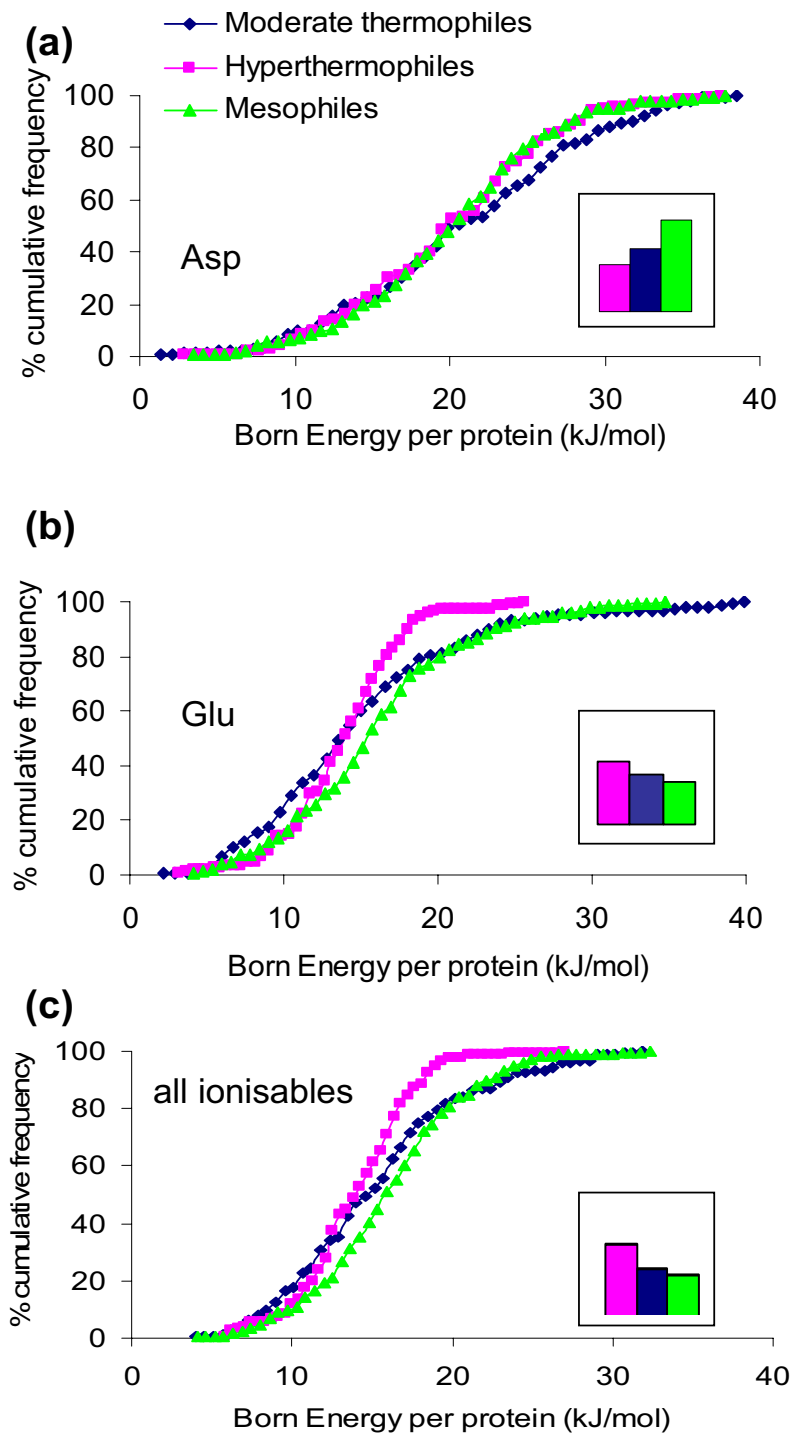 (a)
Moderate thermophiles
Hyperthermophiles
Mesophiles
% cumulative frequency
100
80
60
40
20
0
Asp
0 10 20 30 40
Born Energy per protein (kJ/mol)
(b)
% cumulative frequency
100
80
60
40
20
0
Glu
0 10 20 30 40
Born Energy per protein (kJ/mol)
(c)
% cumulative frequency
100
80
60
40
20
0
all ionisables
0 10 20 30 40
Born Energy per protein (kJ/mol)